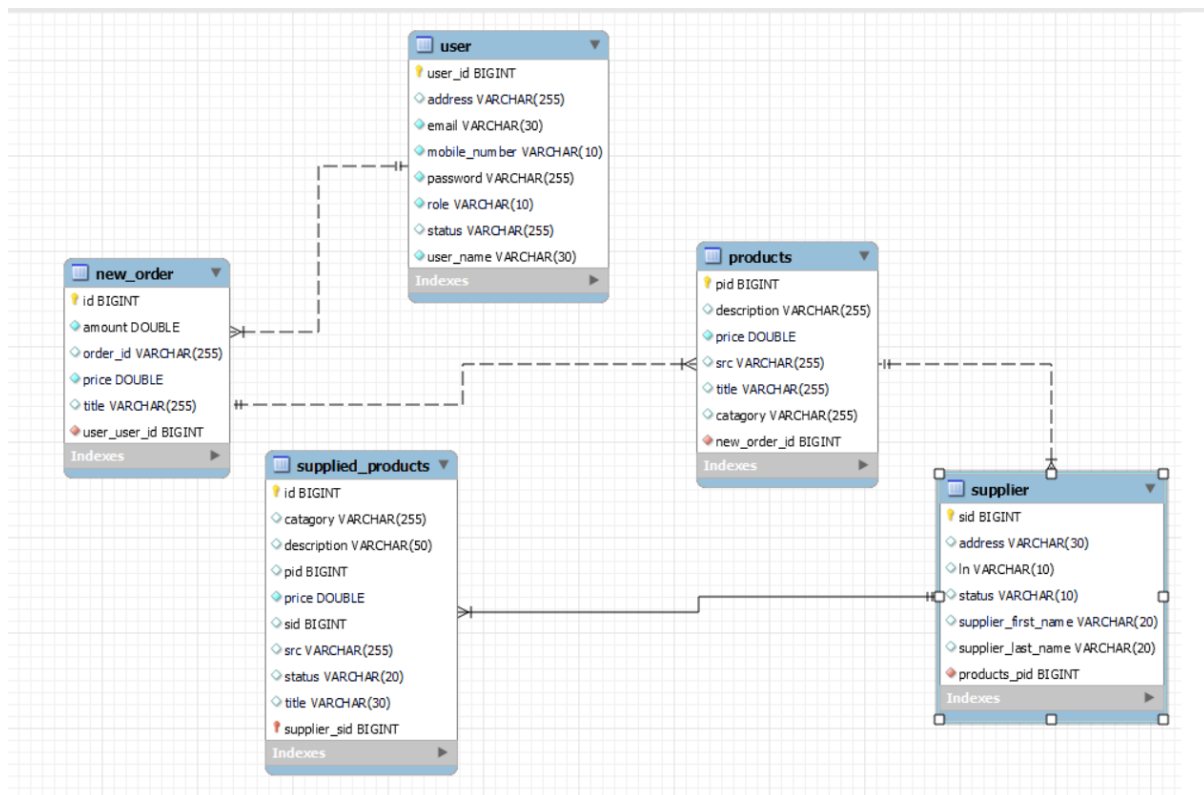 user
user_id BIGINT
address VARCHAR(255)
email VARCHAR(30)
mobile_number VARCHAR(10)
password VARCHAR(255)
role VARCHAR(10)
status VARCHAR(255)
user_name VARCHAR(30)
Indexes
new_order
id BIGINT
amount DOUBLE
order_id VARCHAR(255)
price DOUBLE
title VARCHAR(255)
user_user_id BIGINT
Indexes
products
pid BIGINT
description VARCHAR(255)
price DOUBLE
src VARCHAR(255)
title VARCHAR(255)
catagory VARCHAR(255)
new_order_id BIGINT
Indexes
supplied_products
id BIGINT
catagory VARCHAR(255)
description VARCHAR(50)
pid BIGINT
price DOUBLE
sid BIGINT
src VARCHAR(255)
status VARCHAR(20)
title VARCHAR(30)
supplier_sid BIGINT
Indexes
supplier
sid BIGINT
address VARCHAR(30)
ln VARCHAR(10)
status VARCHAR(10)
supplier_first_name VARCHAR(20)
supplier_last_name VARCHAR(20)
products_pid BIGINT
Indexes